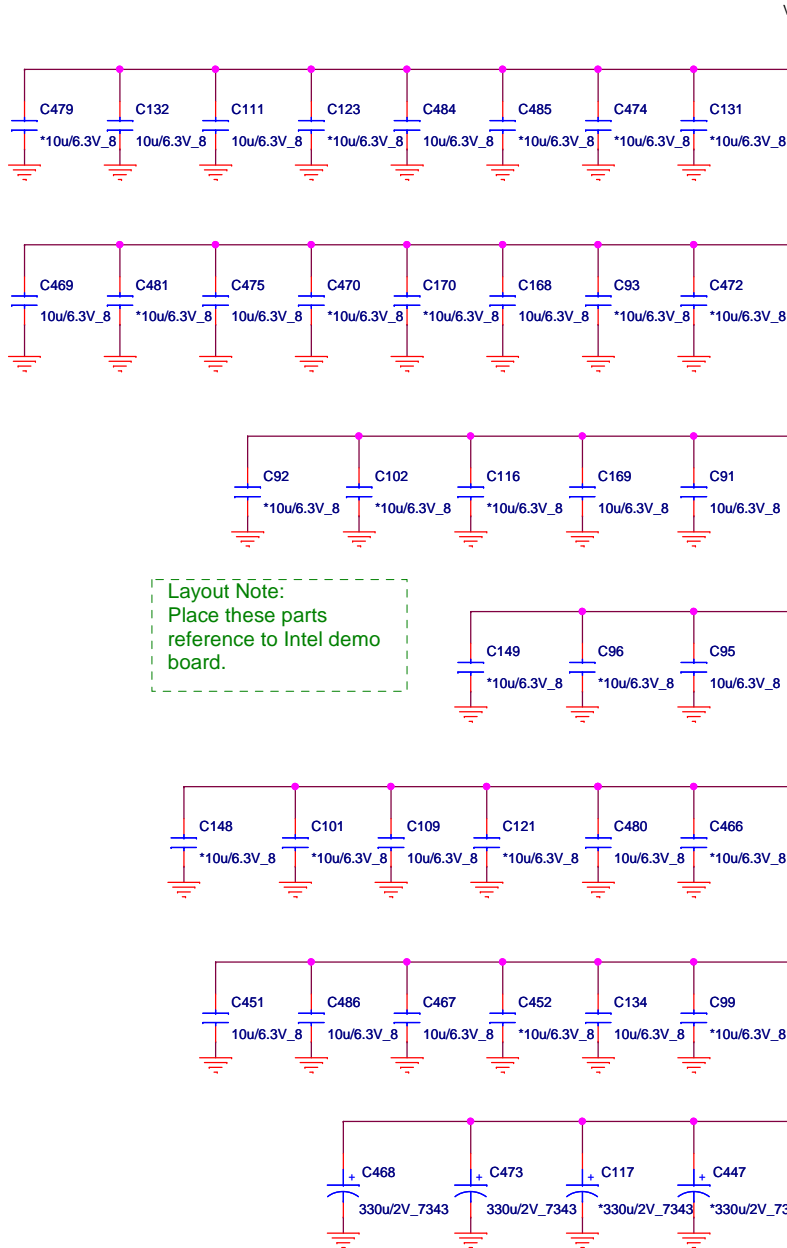 C479 C132 C111 C123 C484 C485 C474 C131
*10u/6.3V_8 10u/6.3V_8 10u/6.3V_8 *10u/6.3V_8 10u/6.3V_8 *10u/6.3V_8 *10u/6.3V_8 *10u/6.3V_8
C469 C481 C475 C470 C170 C168 C93 C472
10u/6.3V_8 *10u/6.3V_8 10u/6.3V_8 *10u/6.3V_8 *10u/6.3V_8 10u/6.3V_8 *10u/6.3V_8 *10u/6.3V_8
C92 C102 C116 C169 C91
*10u/6.3V_8 *10u/6.3V_8 *10u/6.3V_8 10u/6.3V_8 10u/6.3V_8
Layout Note:
Place these parts
reference to Intel demo
board.
C149 C96 C95
*10u/6.3V_8 *10u/6.3V_8 10u/6.3V_8
C148 C101 C109 C121 C480 C466
*10u/6.3V_8 *10u/6.3V_8 10u/6.3V_8 *10u/6.3V_8 10u/6.3V_8 *10u/6.3V_8
C451 C486 C467 C452 C134 C99
10u/6.3V_8 10u/6.3V_8 10u/6.3V_8 *10u/6.3V_8 10u/6.3V_8 *10u/6.3V_8
+ C468 + C473 + C117 + C447
330u/2V_7343 330u/2V_7343 *330u/2V_7343 *330u/2V_73